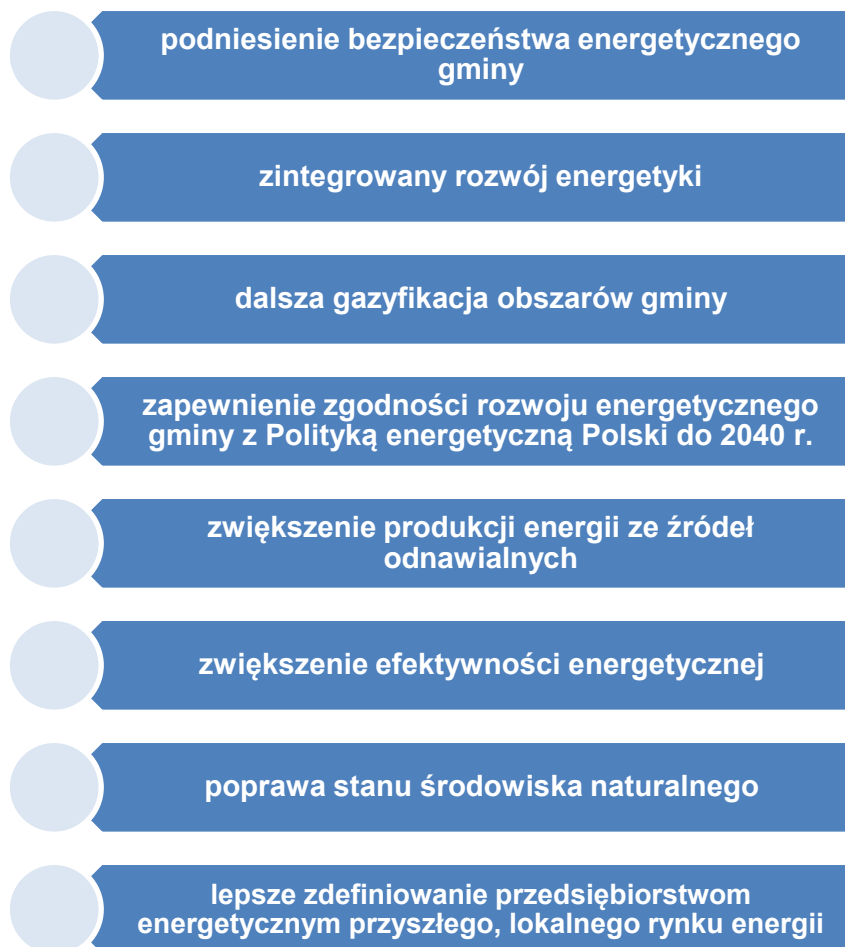 podniesienie bezpieczeństwa energetycznego
gminy
zintegrowany rozwój energetyki
dalsza gazyfikacja obszarów gminy
zapewnienie zgodności rozwoju energetycznego
gminy z Polityką energetyczną Polski do 2040 r.
zwiększenie produkcji energii ze źródeł
odnawialnych
zwiększenie efektywności energetycznej
poprawa stanu środowiska naturalnego
lepsze zdefiniowanie przedsiębiorstwom
energetycznym przyszłego, lokalnego rynku energii